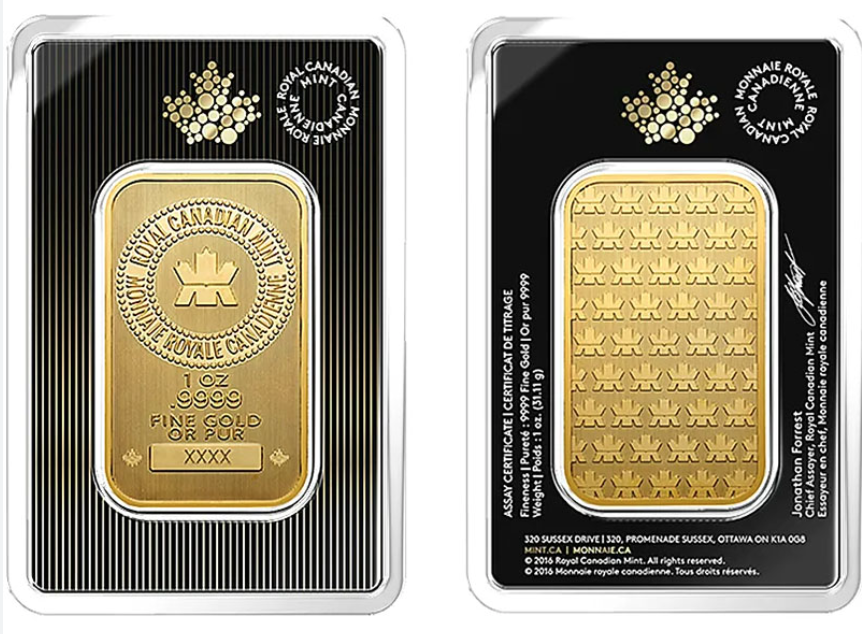 ROYAL CANADIAN MINT
MONNAIE ROYALE CANADIENNE
ROYAL CANADIAN MINT
MONNAIE ROYALE CANADIENNE
1 OZ
.9999
FINE GOLD
OR PUR
XXXX
MONNAIE ROYALE CANADIENNE
ROYAL CANADIAN MINT
ASSAY CERTIFICATE | CERTIFICAT DE TITRAGE
Fineness | Pureté : 9999 Fine Gold | Or pur 9999
Weight | Poids : 1 oz. (31.11 g)
Jonathan Forrest
Chief Assayer, Royal Canadian Mint
Essayeur en chef, Monnaie royale canadienne
320 SUSSEX DRIVE | 320, PROMENADE SUSSEX, OTTAWA ON K1A 0G8
MINT.CA | MONNAIE.CA
© 2016 Royal Canadian Mint. All rights reserved.
© 2016 Monnaie royale canadienne. Tous droits réservés.